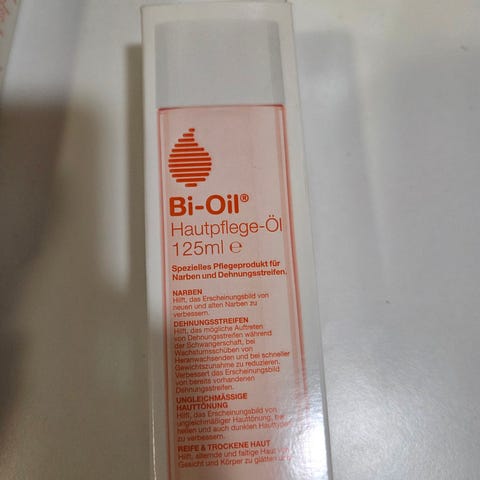 Bi-Oil®
Hautpflege-Öl
125ml ℮
Spezielles Pflegeprodukt für
Narben und Dehnungsstreifen.
NARBEN
Hilft, das Erscheinungsbild von
neuen und alten Narben zu
verbessern.
DEHNUNGSSTREIFEN
Hilft, das mögliche Auftreten
von Dehnungsstreifen während
der Schwangerschaft, bei
Wachstumsschüben von
Heranwachsenden und bei schneller
Gewichtszunahme zu reduzieren.
Verbessert das Erscheinungsbild
von bereits vorhandenen
Dehnungsstreifen.
UNGLEICHMÄSSIGE
HAUTTÖNUNG
Hilft, das Erscheinungsbild von
ungleichmäßiger Hauttönung, bei
hellen und auch dunklen Hauttypen
zu verbessern.
REIFE & TROCKENE HAUT
Hilft, alternde und faltige Haut
Gesicht und Körper zu glätten